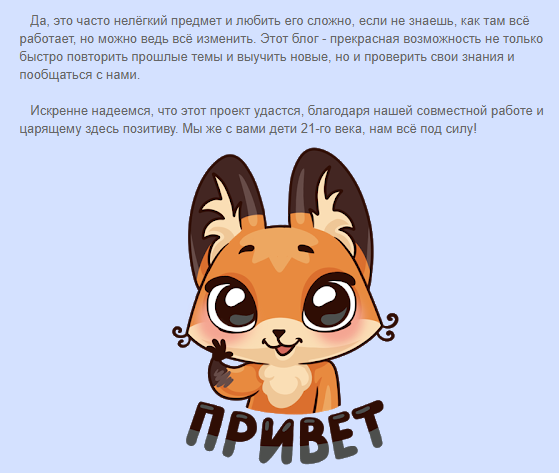 Да, это часто нелёгкий предмет и любить его сложно, если не знаешь, как там всё
работает, но можно ведь всё изменить. Этот блог - прекрасная возможность не только
быстро повторить прошлые темы и выучить новые, но и проверить свои знания и
пообщаться с нами.
Искренне надеемся, что этот проект удастся, благодаря нашей совместной работе и
царящему здесь позитиву. Мы же с вами дети 21-го века, нам всё под силу!
ПРИВЕТ